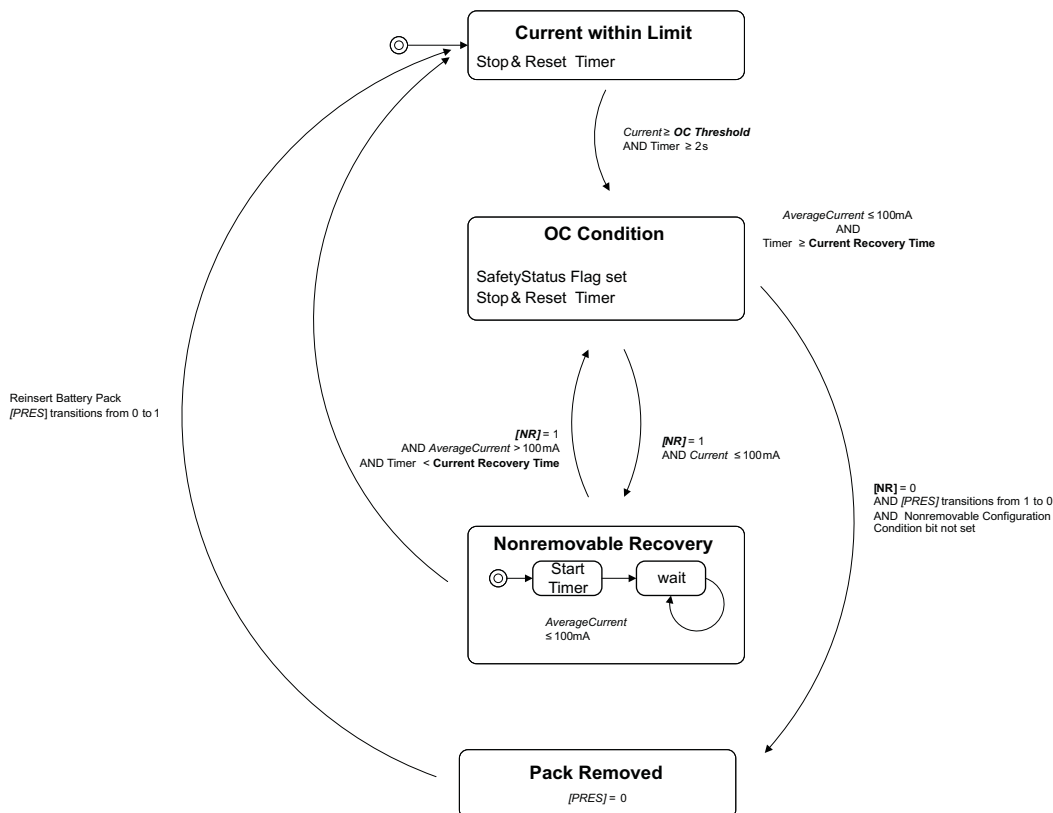 Current within Limit
Stop & Reset Timer
Current ≥ OC Threshold
AND Timer ≥ 2s
OC Condition
SafetyStatus Flag set
Stop & Reset Timer
AverageCurrent ≤ 100mA
AND
Timer ≥ Current Recovery Time
Reinsert Battery Pack
[PRES] transitions from 0 to 1
[NR] = 1
AND AverageCurrent > 100mA
AND Timer < Current Recovery Time
[NR] = 1
AND Current ≤ 100mA
[NR] = 0
AND [PRES] transitions from 1 to 0
AND Nonremovable Configuration
Condition bit not set
Nonremovable Recovery
Start
Timer
wait
AverageCurrent
≤ 100mA
Pack Removed
[PRES] = 0